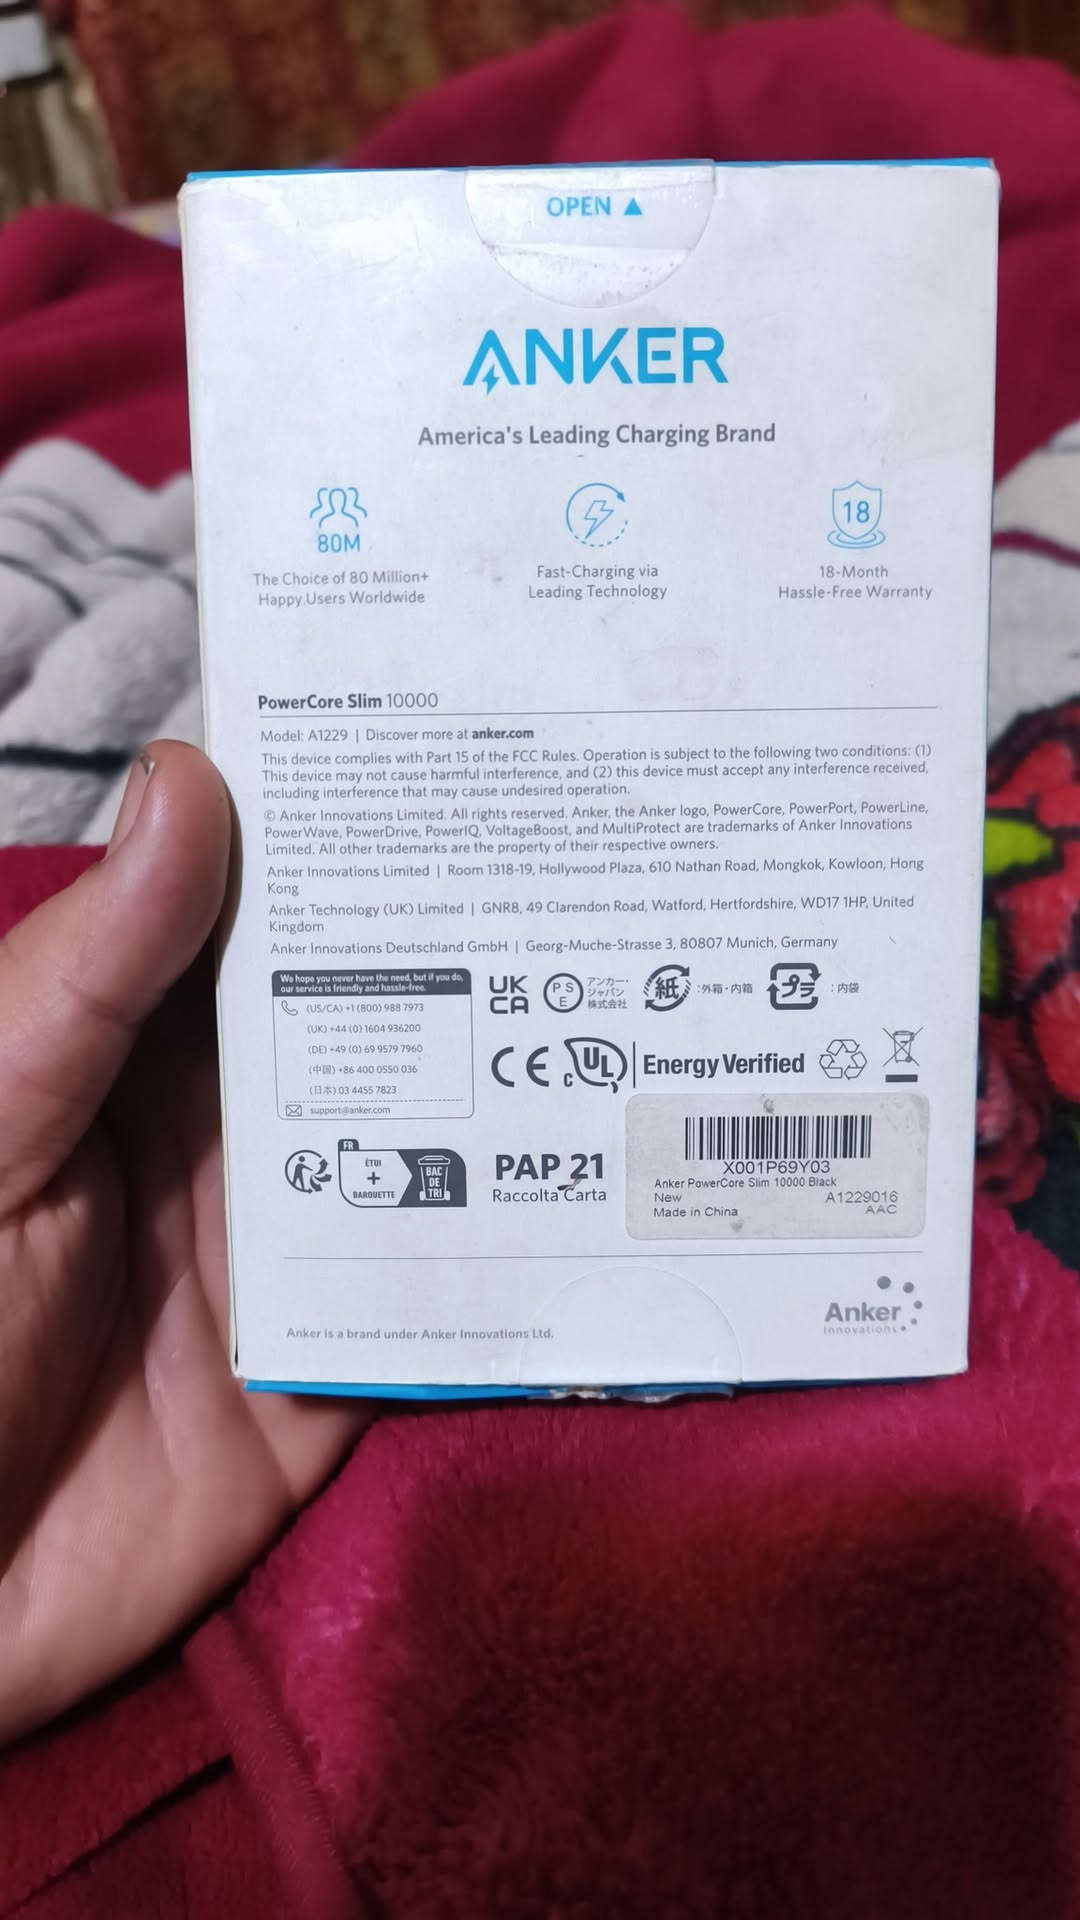 OPEN ▲
ANKER
America's Leading Charging Brand
80M
The Choice of 80 Million+
Happy Users Worldwide
Fast-Charging via
Leading Technology
18
18-Month
Hassle-Free Warranty
PowerCore Slim 10000
Model: A1229 | Discover more at anker.com
This device complies with Part 15 of the FCC Rules. Operation is subject to the following two conditions: (1)
This device may not cause harmful interference, and (2) this device must accept any interference received,
including interference that may cause undesired operation.
© Anker Innovations Limited. All rights reserved. Anker, the Anker logo, PowerCore, PowerPort, PowerLine,
PowerWave, PowerDrive, PowerIQ, VoltageBoost, and MultiProtect are trademarks of Anker Innovations
Limited. All other trademarks are the property of their respective owners.
Anker Innovations Limited | Room 1318-19, Hollywood Plaza, 610 Nathan Road, Mongkok, Kowloon, Hong
Kong
Anker Technology (UK) Limited | GNR8, 49 Clarendon Road, Watford, Hertfordshire, WD17 1HP, United
Kingdom
Anker Innovations Deutschland GmbH | Georg-Muche-Strasse 3, 80807 Munich, Germany
We hope you never have the need, but if you do,
our service is friendly and hassle-free.
(US/CA) +1 (800) 988 7973
(UK) +44 (0) 1604 936200
(DE) +49 (0) 69 9579 7960
(中国) +86 400 0550 036
(日本) 03 4455 7823
support@anker.com
UK
CA
PS
E
アンカー・
ジャパン
株式会社
紙
:外箱・内箱
プラ
:内袋
CE
C UL
Energy Verified
FR
ÉTUI
+
BARQUETTE
BAC
DE
TRI
PAP 21
Raccolta Carta
X001P69Y03
Anker PowerCore Slim 10000 Black
New
A1229016
Made in China
AAC
Anker is a brand under Anker Innovations Ltd.
Anker
Innovations